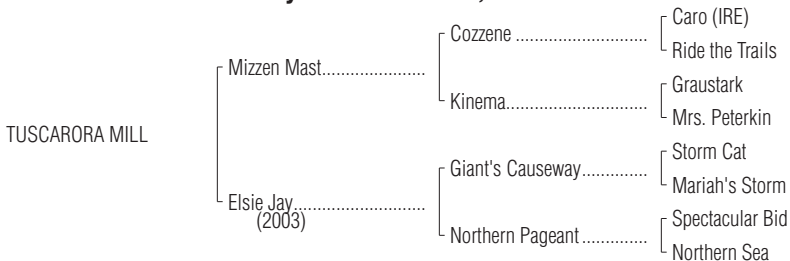 Caro (IRE)
Cozzene ............................
Ride the Trails
Mizzen Mast......................
Graustark
Kinema..............................
Mrs. Peterkin
TUSCARORA MILL
Storm Cat
Giant's Causeway..............
Mariah's Storm
Elsie Jay............................
(2003)
Spectacular Bid
Northern Pageant ..............
Northern Sea